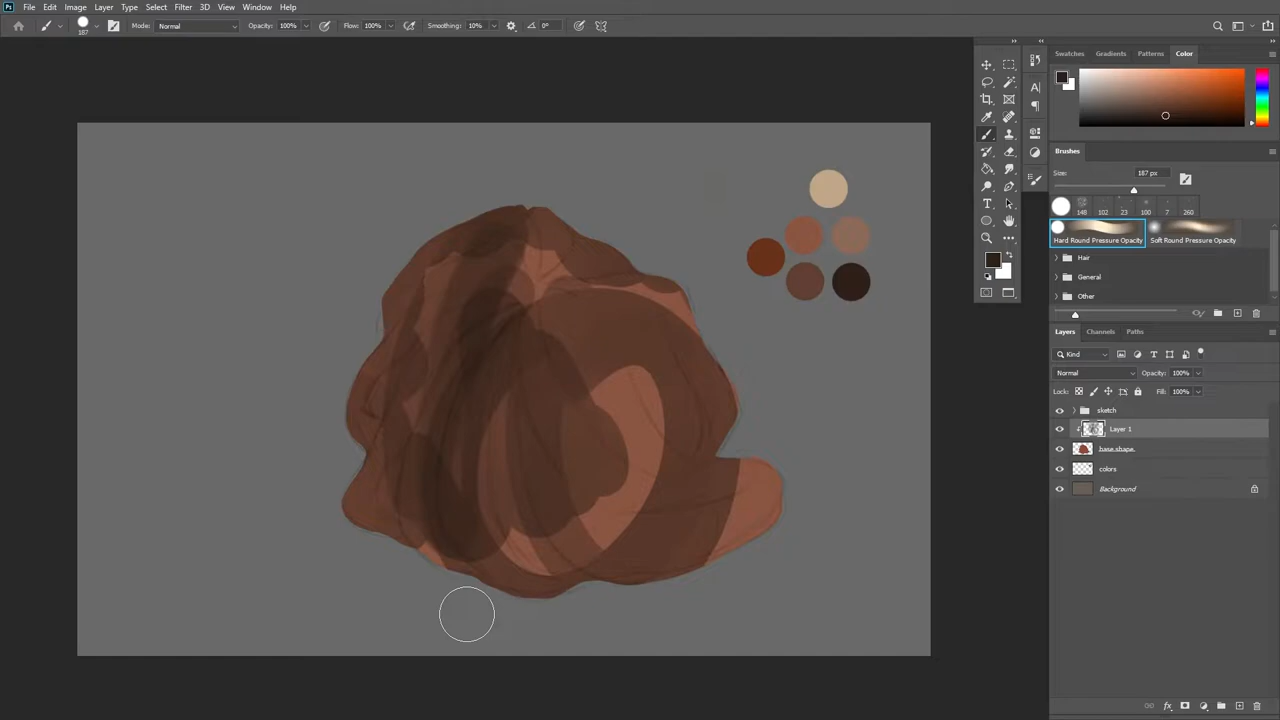 Ps File Edit Image Layer Type Select Filter 3D View Window Help
187 Mode: Normal Opacity: 100% Flow: 100% Smoothing: 10% 0°
Swatches Gradients Patterns Color
Brushes
Size: 187 px
148 102 23 100 7 260
Hard Round Pressure Opacity Soft Round Pressure Opacity
Hair
General
Other
Layers Channels Paths
Kind
Normal Opacity: 100%
Lock: Fill: 100%
sketch
Layer 1
base shape
colors
Background
fx